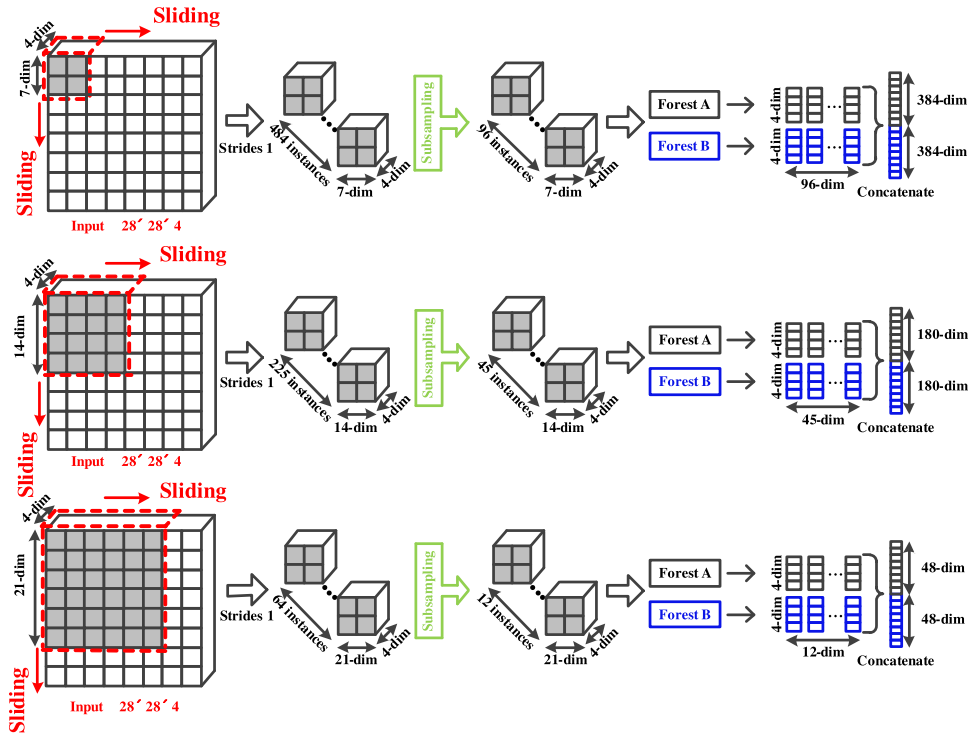 Sliding
4-dim
7-dim
Sliding
Input 28´ 28´ 4
Strides 1
484 instances
7-dim
4-dim
Subsampling
96 instances
7-dim
4-dim
Forest A
Forest B
4-dim
4-dim
...
...
96-dim
384-dim
384-dim
Concatenate
Sliding
4-dim
14-dim
Sliding
Input 28´ 28´ 4
Strides 1
225 instances
14-dim
4-dim
Subsampling
45 instances
14-dim
4-dim
Forest A
Forest B
4-dim
4-dim
...
...
45-dim
180-dim
180-dim
Concatenate
Sliding
4-dim
21-dim
Sliding
Input 28´ 28´ 4
Strides 1
64 instances
21-dim
4-dim
Subsampling
12 instances
21-dim
4-dim
Forest A
Forest B
4-dim
4-dim
...
...
12-dim
48-dim
48-dim
Concatenate